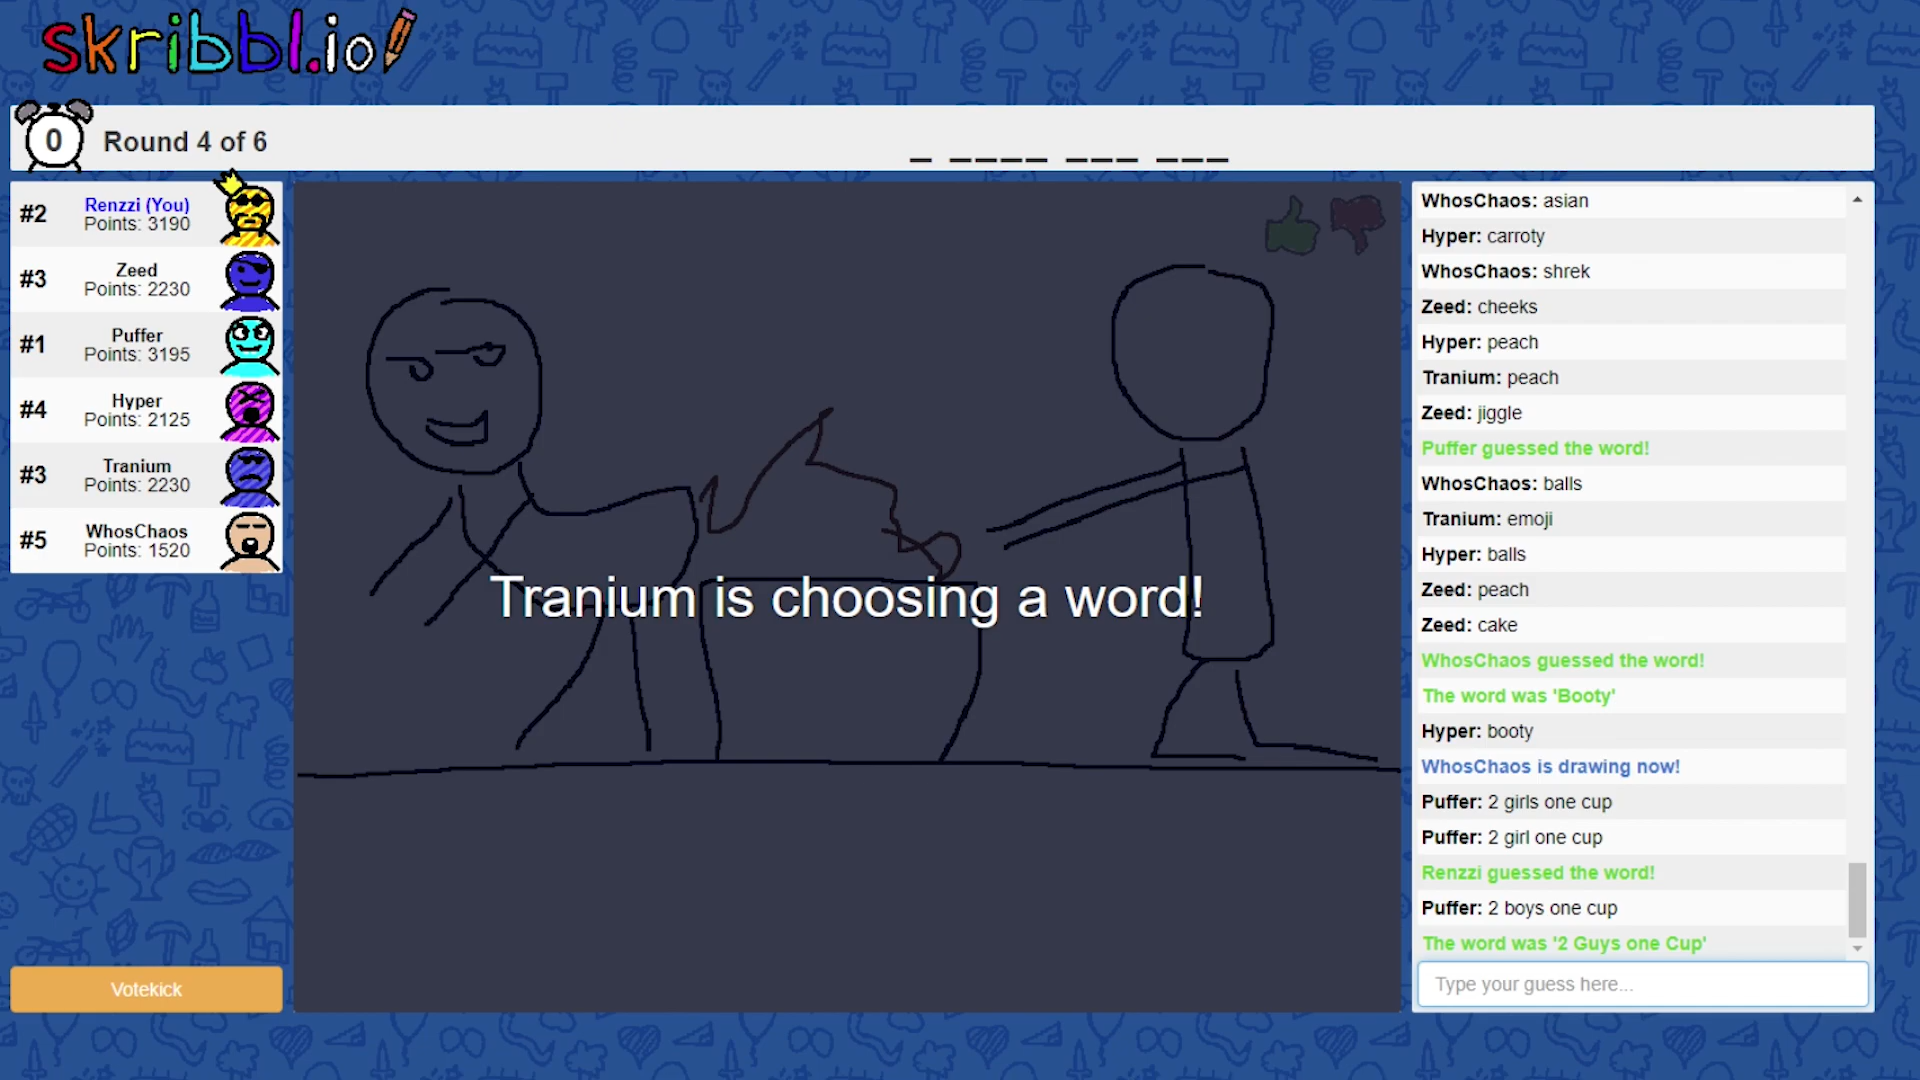 skribbl.io
0
Round 4 of 6
_ ____ ___ ___
#2
Renzzi (You)
Points: 3190
#3
Zeed
Points: 2230
#1
Puffer
Points: 3195
#4
Hyper
Points: 2125
#3
Tranium
Points: 2230
#5
WhosChaos
Points: 1520
Votekick
Tranium is choosing a word!
WhosChaos: asian
Hyper: carroty
WhosChaos: shrek
Zeed: cheeks
Hyper: peach
Tranium: peach
Zeed: jiggle
Puffer guessed the word!
WhosChaos: balls
Tranium: emoji
Hyper: balls
Zeed: peach
Zeed: cake
WhosChaos guessed the word!
The word was 'Booty'
Hyper: booty
WhosChaos is drawing now!
Puffer: 2 girls one cup
Puffer: 2 girl one cup
Renzzi guessed the word!
Puffer: 2 boys one cup
The word was '2 Guys one Cup'
Type your guess here...